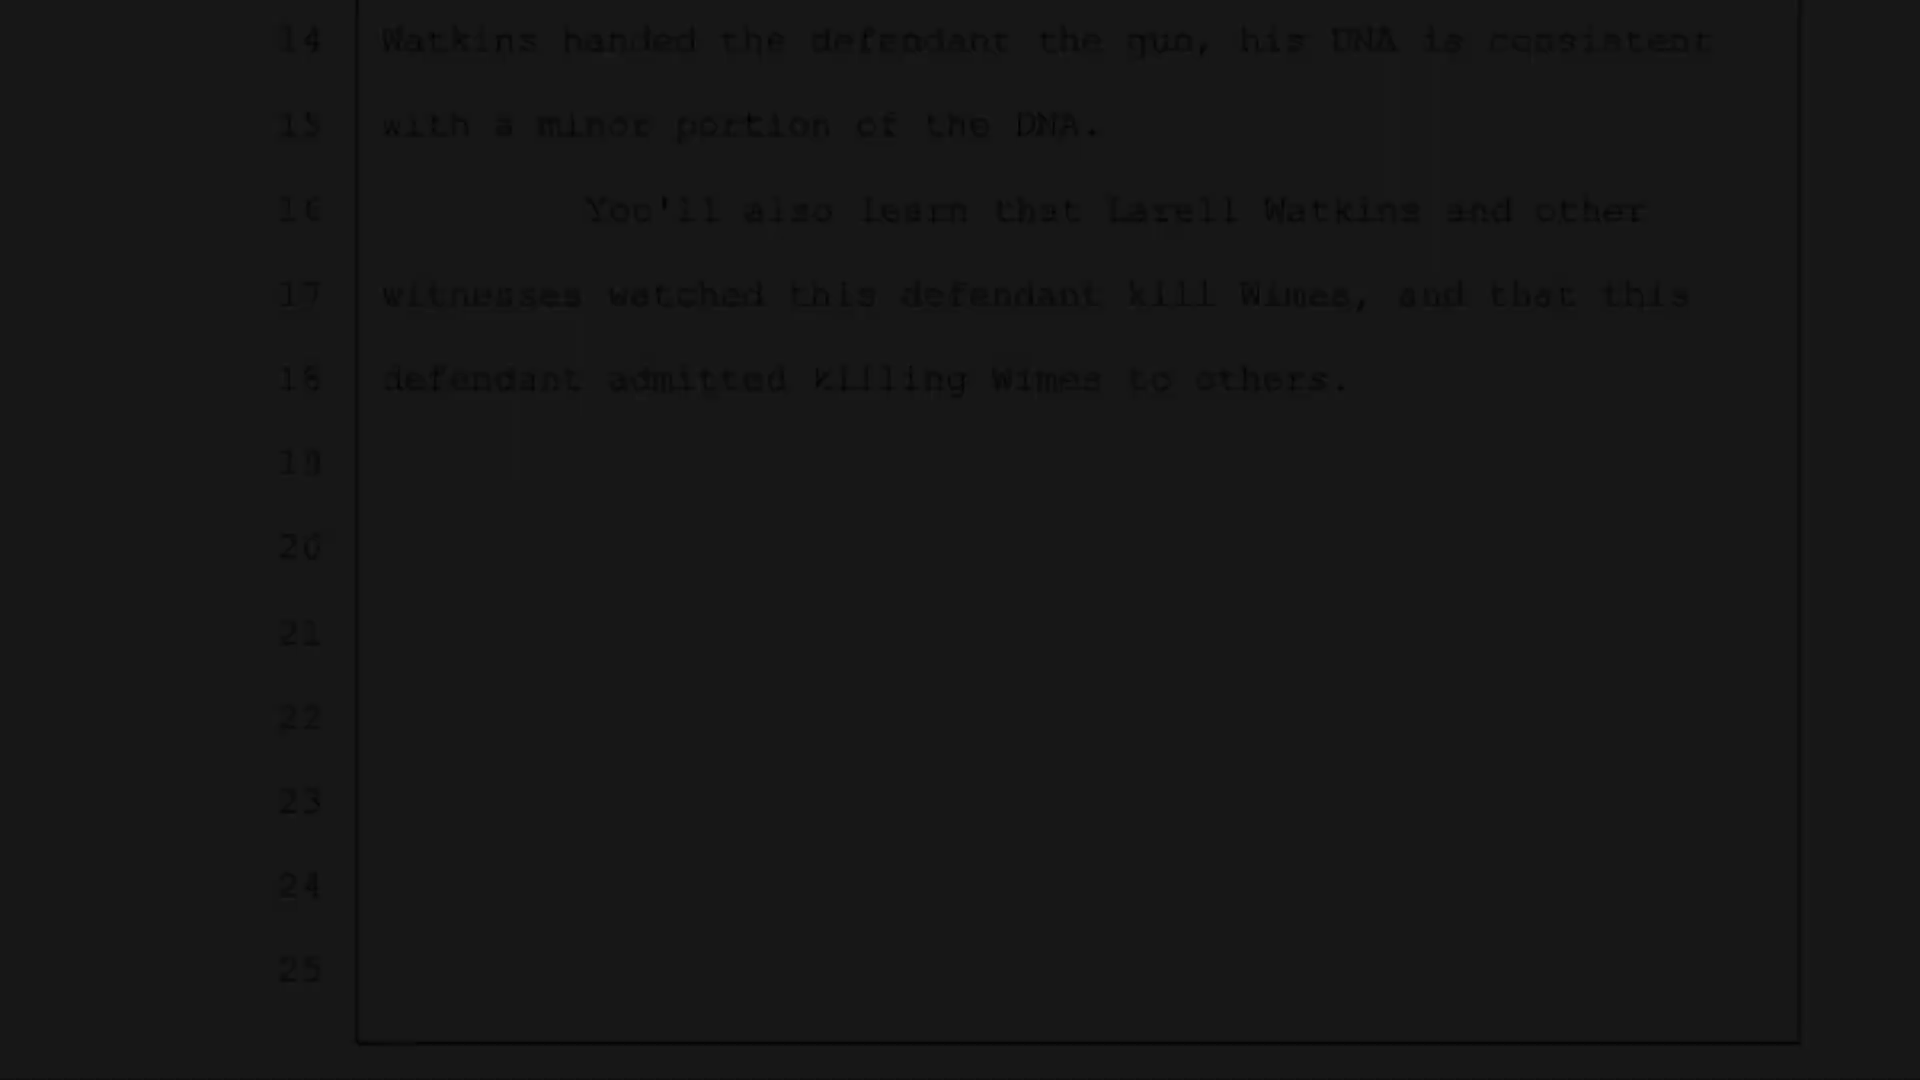 14 Watkins handed the defendant the gun, his DNA is consistent
15 with a minor portion of the DNA.
16 You'll also learn that Larell Watkins and other
17 witnesses watched this defendant kill Wimes, and that this
18 defendant admitted killing Wimes to others.
19
20
21
22
23
24
25